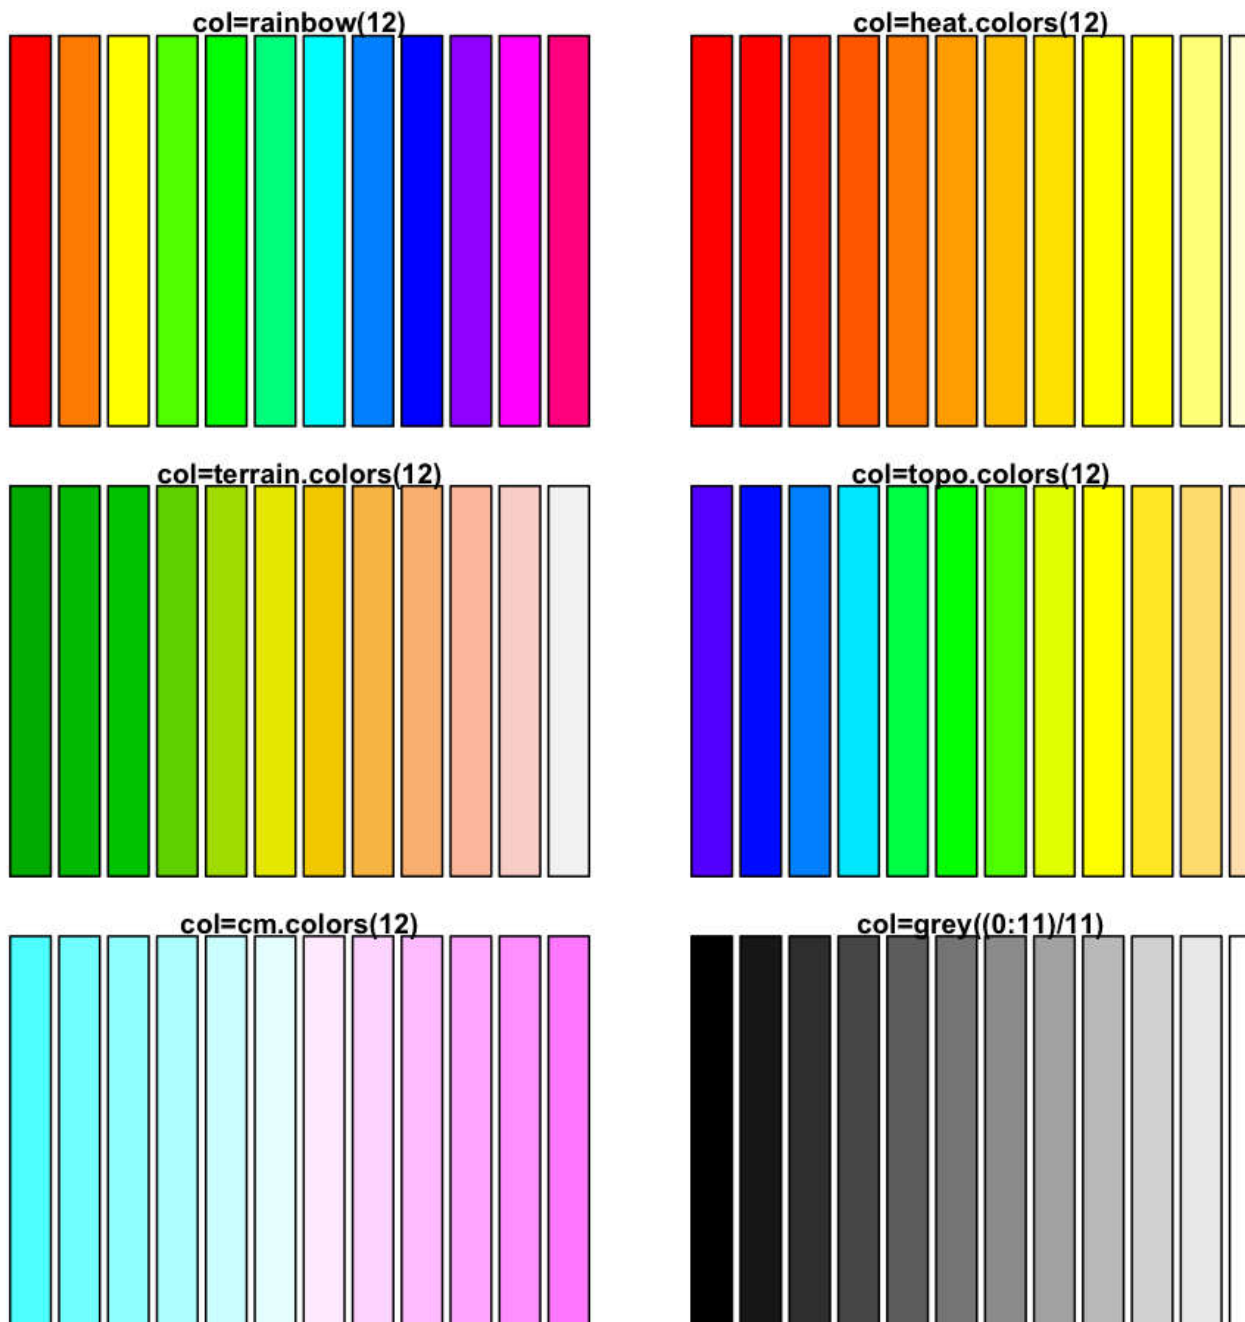 col=rainbow(12)
col=heat.colors(12)
col=terrain.colors(12)
col=topo.colors(12)
col=cm.colors(12)
col=grey((0:11)/11)